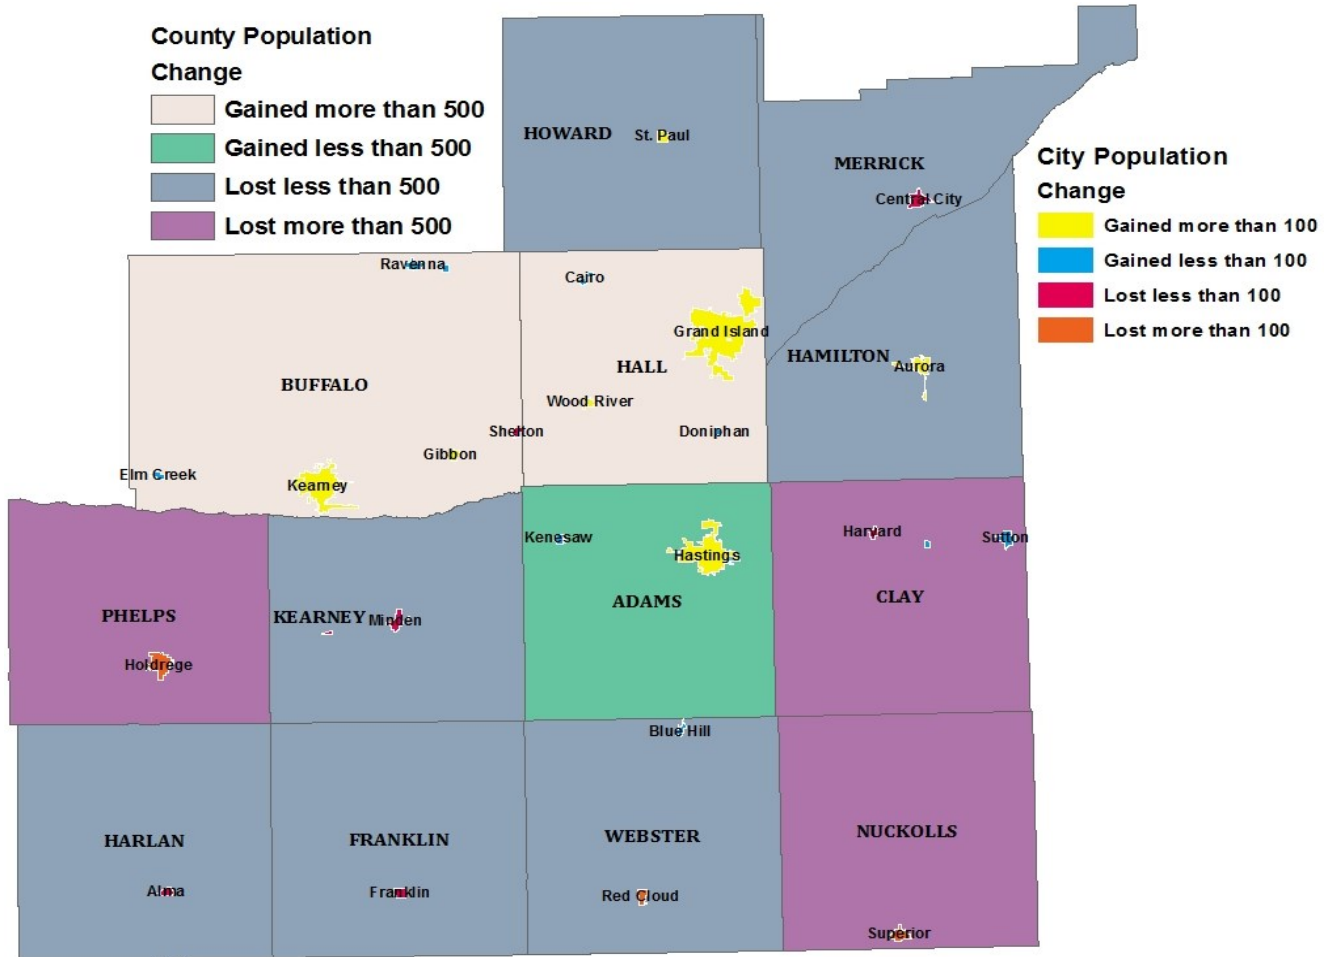 County Population
Change
Gained more than 500
Gained less than 500
Lost less than 500
Lost more than 500
City Population
Change
Gained more than 100
Gained less than 100
Lost less than 100
Lost more than 100
HOWARD
St. Paul
MERRICK
Central City
Ravenna
Cairo
Grand Island
HALL
HAMILTON
Aurora
BUFFALO
Wood River
Shelton
Doniphan
Gibbon
Elm Creek
Kearney
Kenesaw
Hastings
Harvard
Sutton
ADAMS
CLAY
PHELPS
KEARNEY
Minden
Holdrege
Blue Hill
HARLAN
FRANKLIN
WEBSTER
NUCKOLLS
Alma
Franklin
Red Cloud
Superior